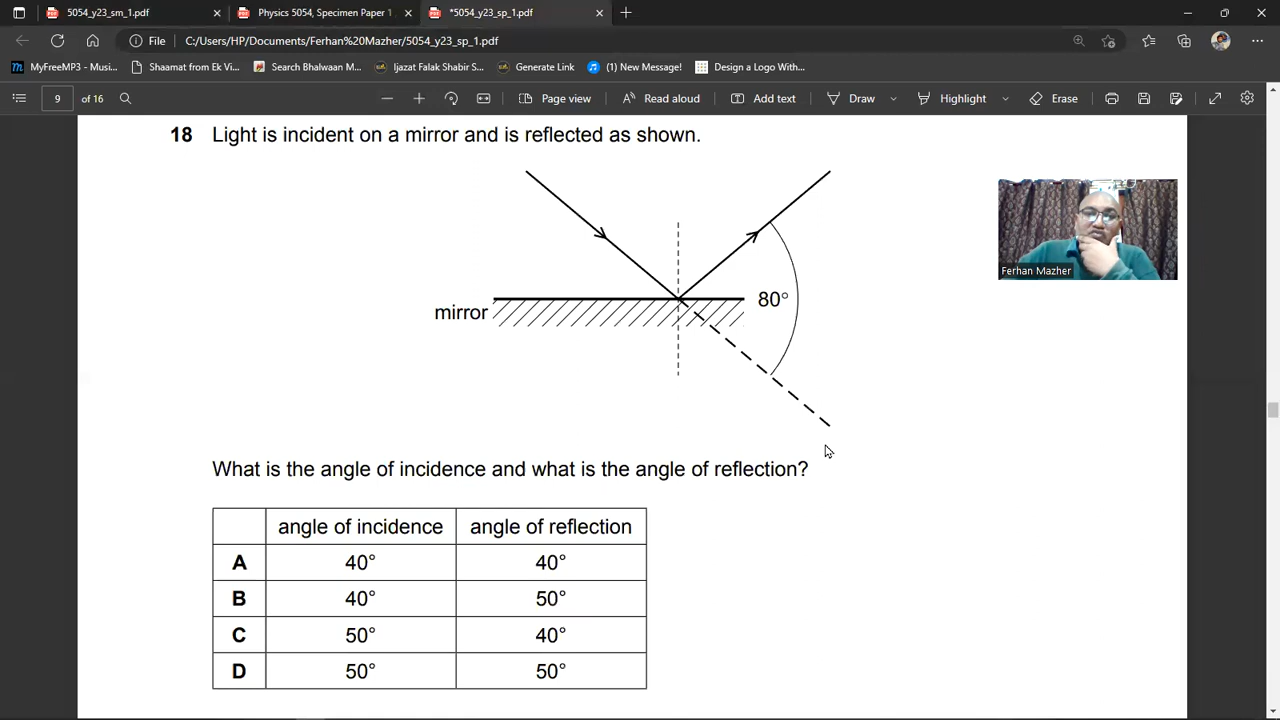 5054_y23_sm_1.pdf
Physics 5054, Specimen Paper 1
*5054_y23_sp_1.pdf
File
C:/Users/HP/Documents/Ferhan%20Mazher/5054_y23_sp_1.pdf
MyFreeMP3 - Musi...
Shaamat from Ek Vi...
Search Bhalwaan M...
Ijazat Falak Shabir S...
Generate Link
(1) New Message!
Design a Logo With...
9 of 16
Page view
Read aloud
Add text
Draw
Highlight
Erase
18 Light is incident on a mirror and is reflected as shown.
Ferhan Mazher
80°
mirror
What is the angle of incidence and what is the angle of reflection?
angle of incidence angle of reflection
A 40° 40°
B 40° 50°
C 50° 40°
D 50° 50°